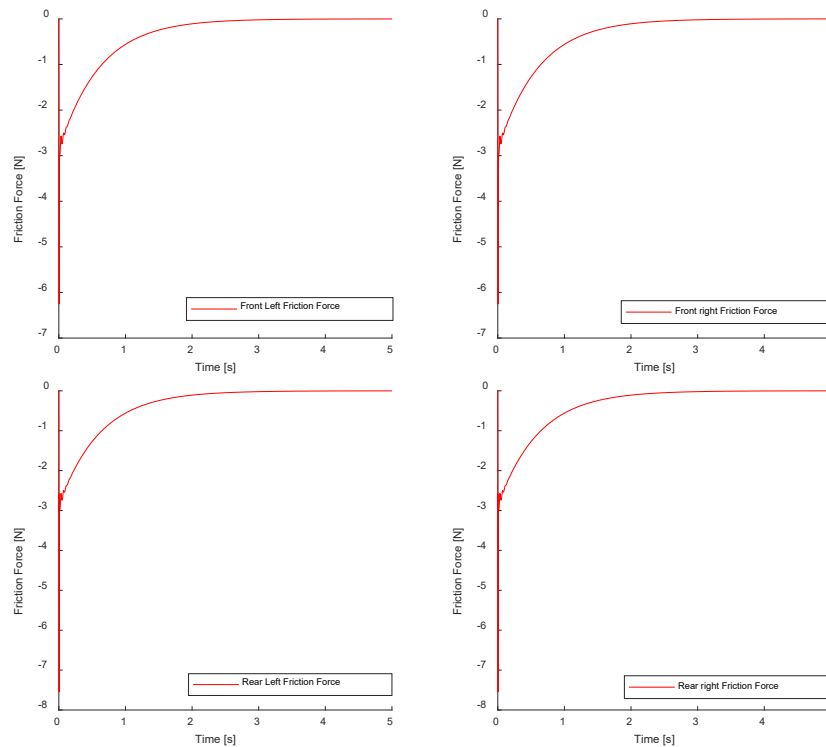 0
-1
-2
-3
-4
-5
-6
-7
Friction Force [N]
Front Left Friction Force
0 1 2 3 4 5
Time [s]
0
-1
-2
-3
-4
-5
-6
-7
Friction Force [N]
Front right Friction Force
0 1 2 3 4
Time [s]
0
-1
-2
-3
-4
-5
-6
-7
-8
Friction Force [N]
Rear Left Friction Force
0 1 2 3 4 5
Time [s]
0
-1
-2
-3
-4
-5
-6
-7
-8
Friction Force [N]
Rear right Friction Force
0 1 2 3 4
Time [s]